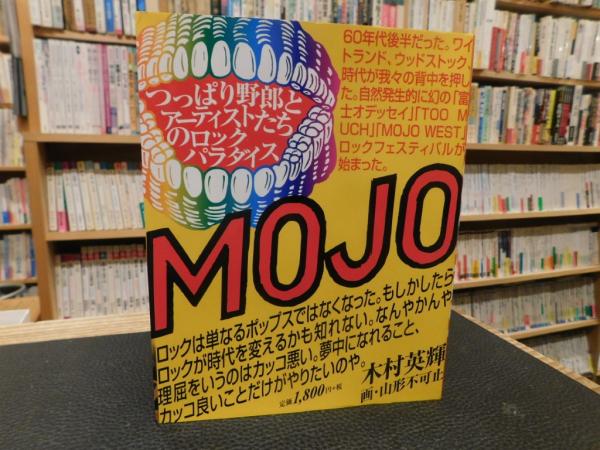 つっぱり野郎と
アーティストたち
のロック
パラダイス
60年代後半だった。ワイ
トランド、ウッドストック
時代が我々の背中を押し
た。自然発生的に幻の「富
士オデッセイ」「TOO M
UCH」「MOJO WEST」
ロックフェスティバルが
始まった。
MOJO
ロックは単なるポップスではなくなった。もしかしたら
ロックが時代を変えるかも知れない。なんやかんや
理屈をいうのはカッコ悪い。夢中になれること、
カッコ良いことだけがやりたいのや。
木村英輝
画・山形不可止
定価1,800円+税